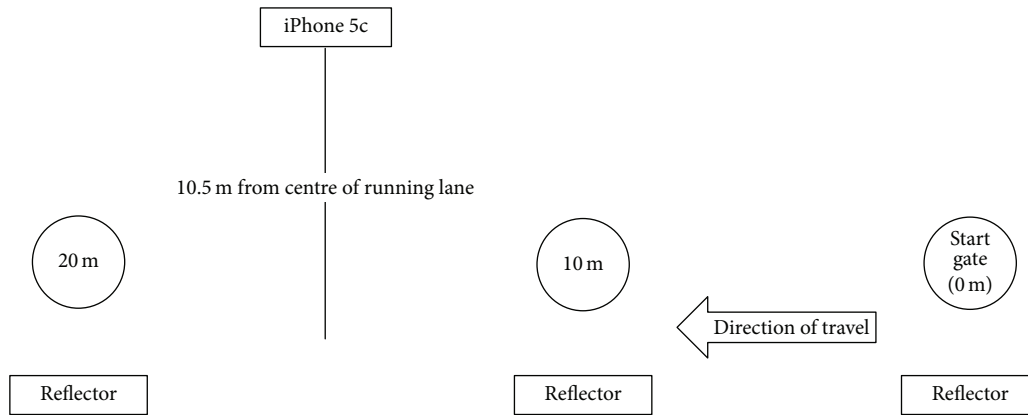 iPhone 5c
10.5 m from centre of running lane
20 m
10 m
Start
gate
(0 m)
Direction of travel
Reflector
Reflector
Reflector